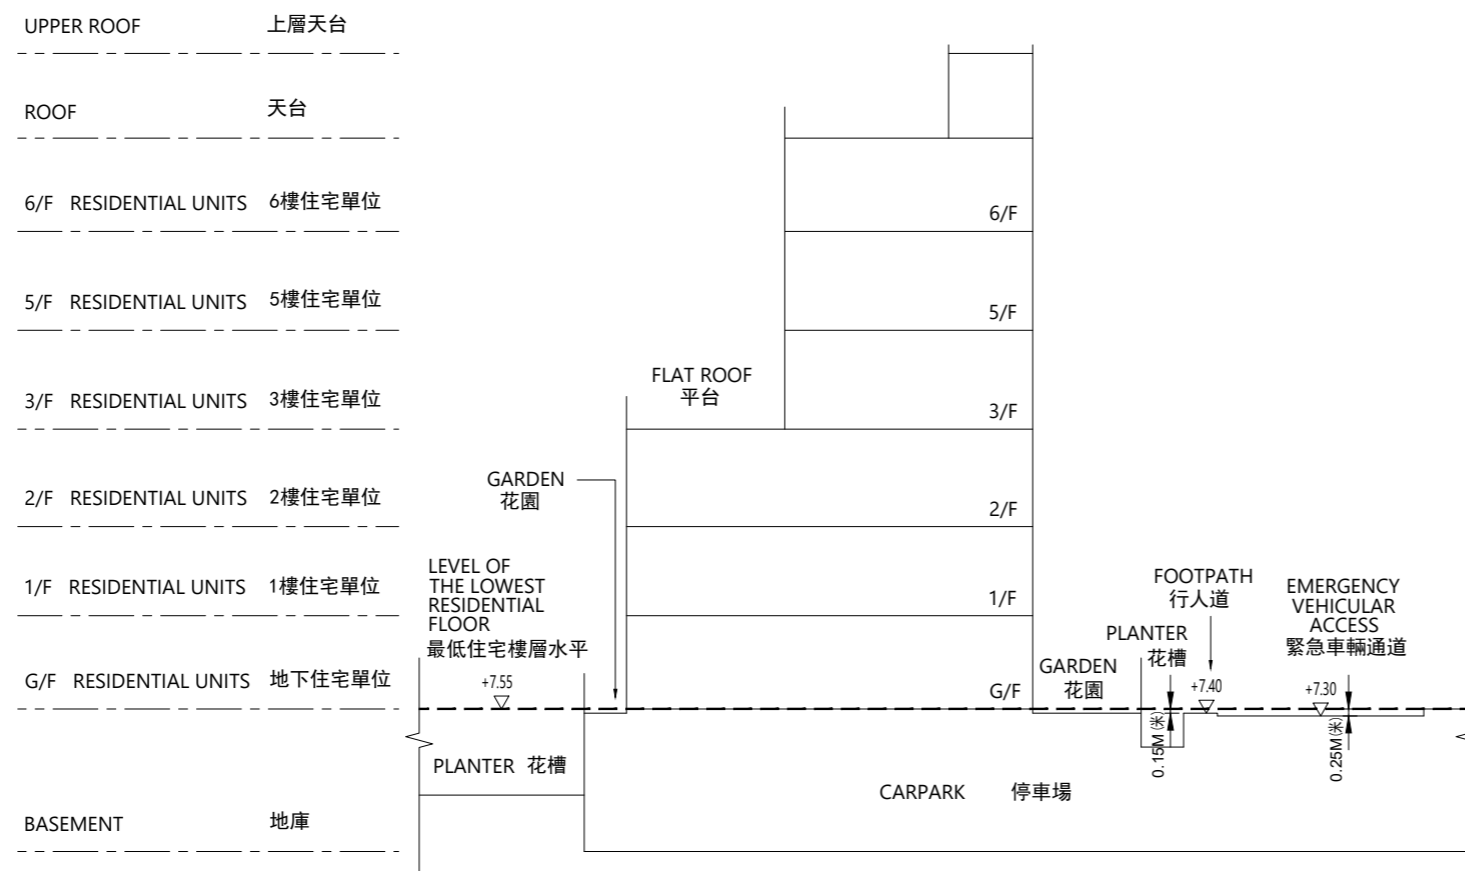 UPPER ROOF 上層天台
ROOF 天台
6/F RESIDENTIAL UNITS 6樓住宅單位
6/F
5/F RESIDENTIAL UNITS 5樓住宅單位
5/F
FLAT ROOF
平台
3/F RESIDENTIAL UNITS 3樓住宅單位
3/F
GARDEN
花園
2/F RESIDENTIAL UNITS 2樓住宅單位
2/F
1/F RESIDENTIAL UNITS 1樓住宅單位
LEVEL OF
THE LOWEST
RESIDENTIAL
FLOOR
最低住宅樓層水平
+7.55
1/F
FOOTPATH
行人道
+7.40
EMERGENCY
VEHICULAR
ACCESS
緊急車輛通道
+7.30
PLANTER
花槽
GARDEN
花園
G/F RESIDENTIAL UNITS 地下住宅單位
G/F
0.15M(米)
0.25M(米)
PLANTER 花槽
CARPARK 停車場
BASEMENT 地庫